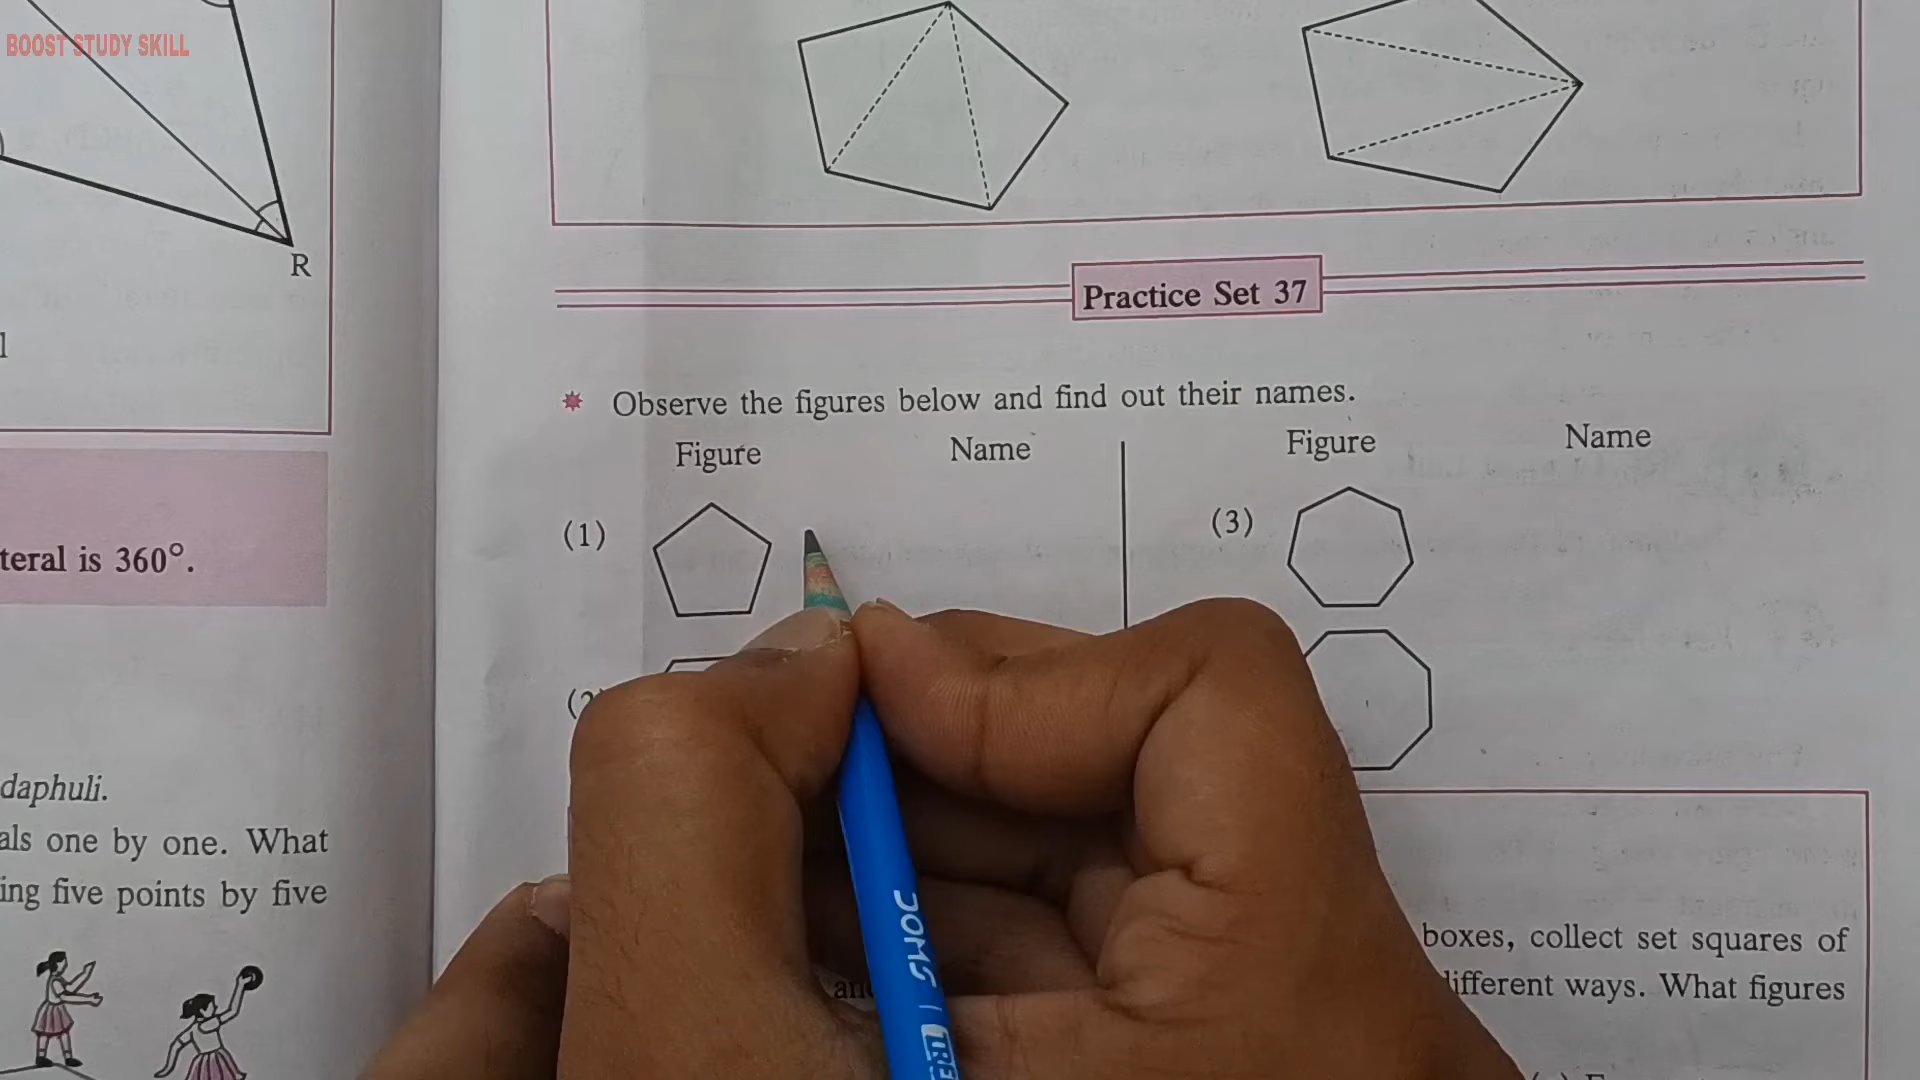 BOOST STUDY SKILL
R
l
teral is 360°.
daphuli.
als one by one. What
ing five points by five
Practice Set 37
Observe the figures below and find out their names.
Figure Name Figure Name
(1) (3)
(2)
boxes, collect set squares of
ifferent ways. What figures
DOMS